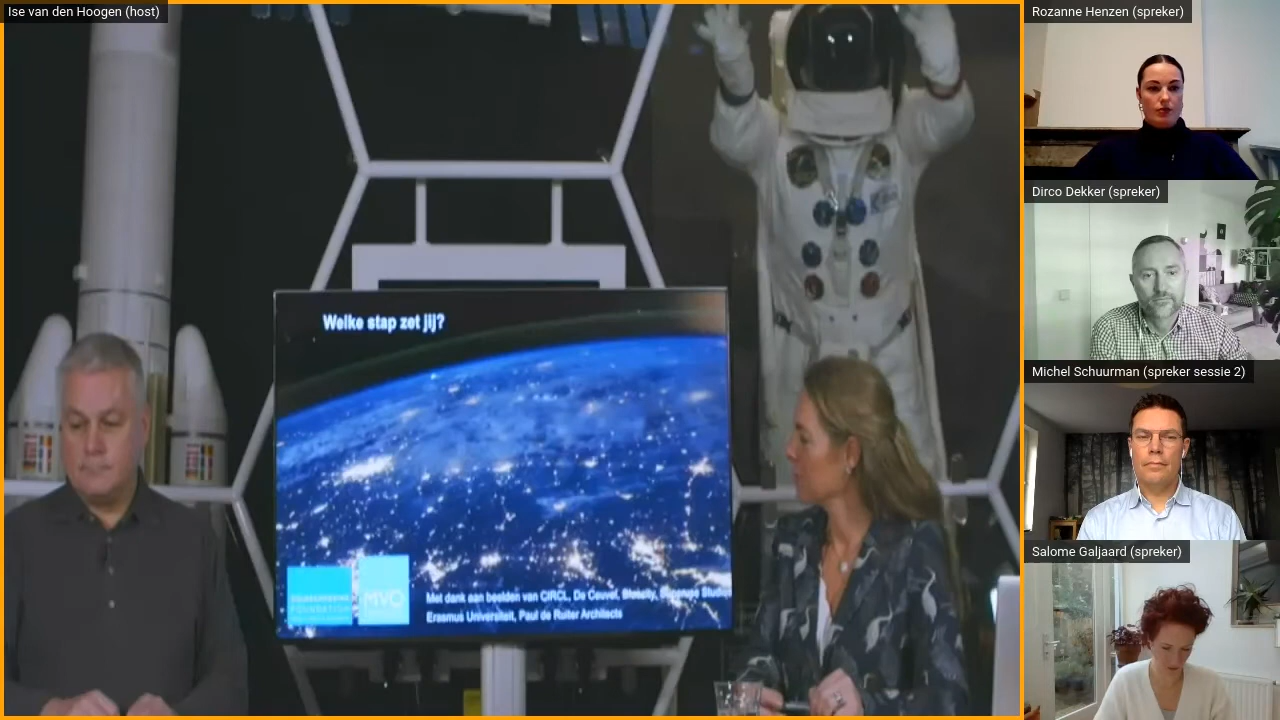 Ise van den Hoogen (host)
Rozanne Henzen (spreker)
Dirco Dekker (spreker)
Michel Schuurman (spreker sessie 2)
Salome Galjaard (spreker)
Welke stap zet jij?
MVO
Met dank aan beelden van CIRCL, De Ceuvel,
Erasmus Universiteit, Paul de Ruiter Architects